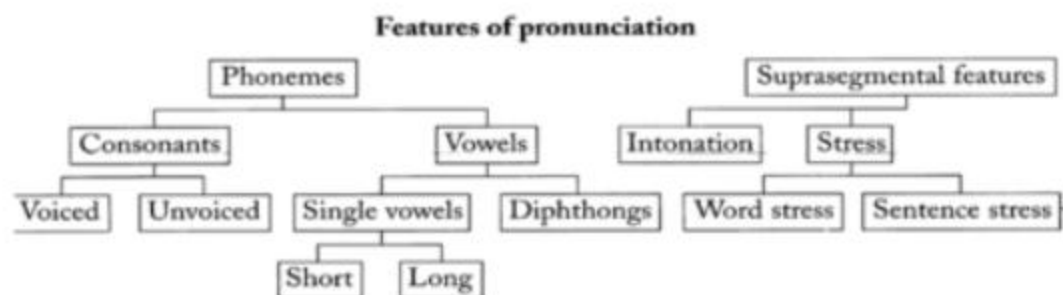 Features of pronunciation
Phonemes Suprasegmental features
Consonants Vowels Intonation Stress
Voiced Unvoiced Single vowels Diphthongs Word stress Sentence stress
Short Long